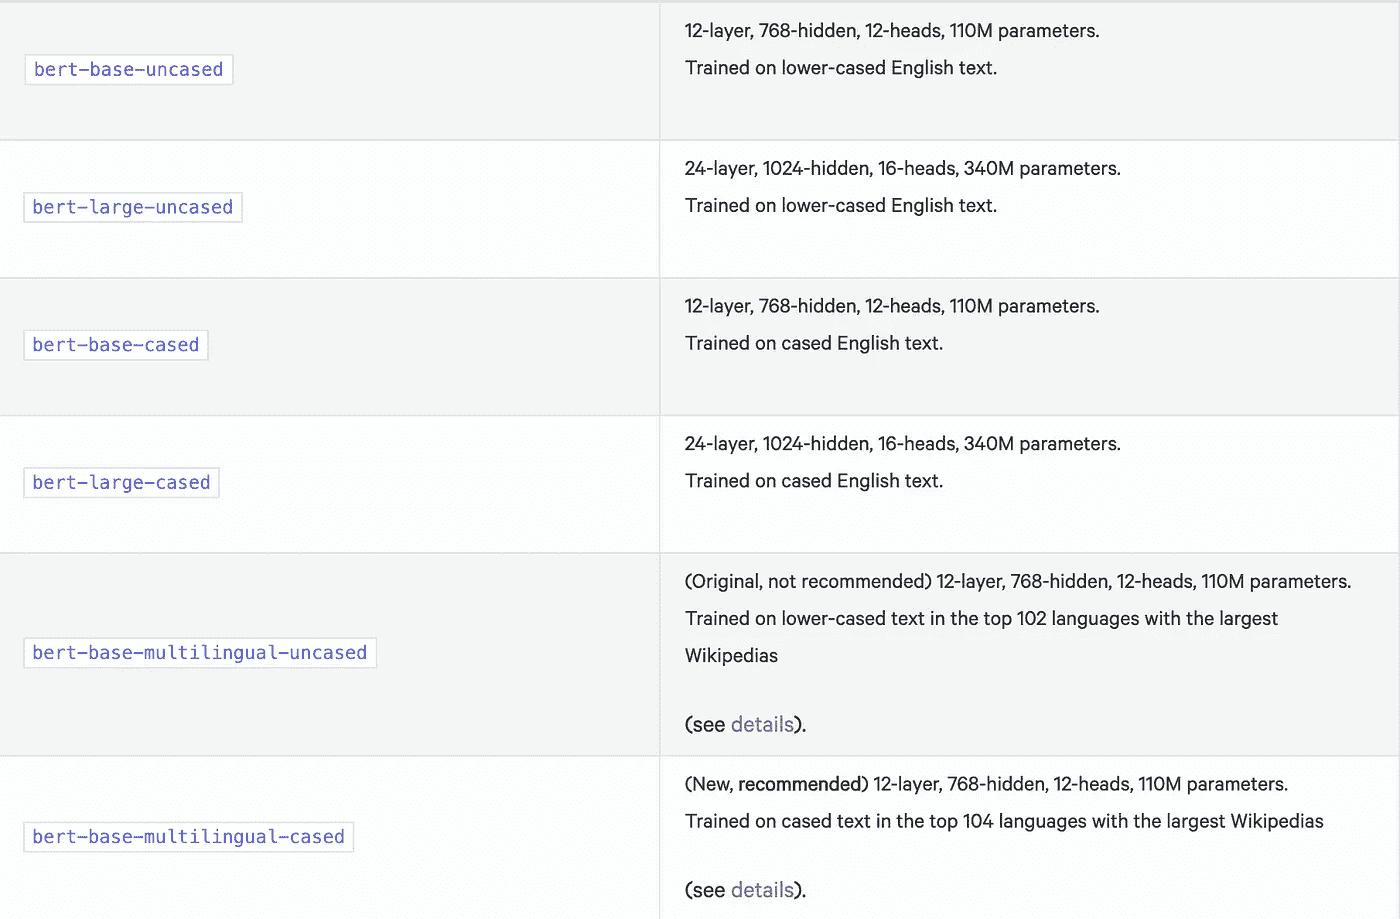 bert-base-uncased
12-layer, 768-hidden, 12-heads, 110M parameters.
Trained on lower-cased English text.
bert-large-uncased
24-layer, 1024-hidden, 16-heads, 340M parameters.
Trained on lower-cased English text.
bert-base-cased
12-layer, 768-hidden, 12-heads, 110M parameters.
Trained on cased English text.
bert-large-cased
24-layer, 1024-hidden, 16-heads, 340M parameters.
Trained on cased English text.
bert-base-multilingual-uncased
(Original, not recommended) 12-layer, 768-hidden, 12-heads, 110M parameters.
Trained on lower-cased text in the top 102 languages with the largest
Wikipedias
(see details).
bert-base-multilingual-cased
(New, recommended) 12-layer, 768-hidden, 12-heads, 110M parameters.
Trained on cased text in the top 104 languages with the largest Wikipedias
(see details).